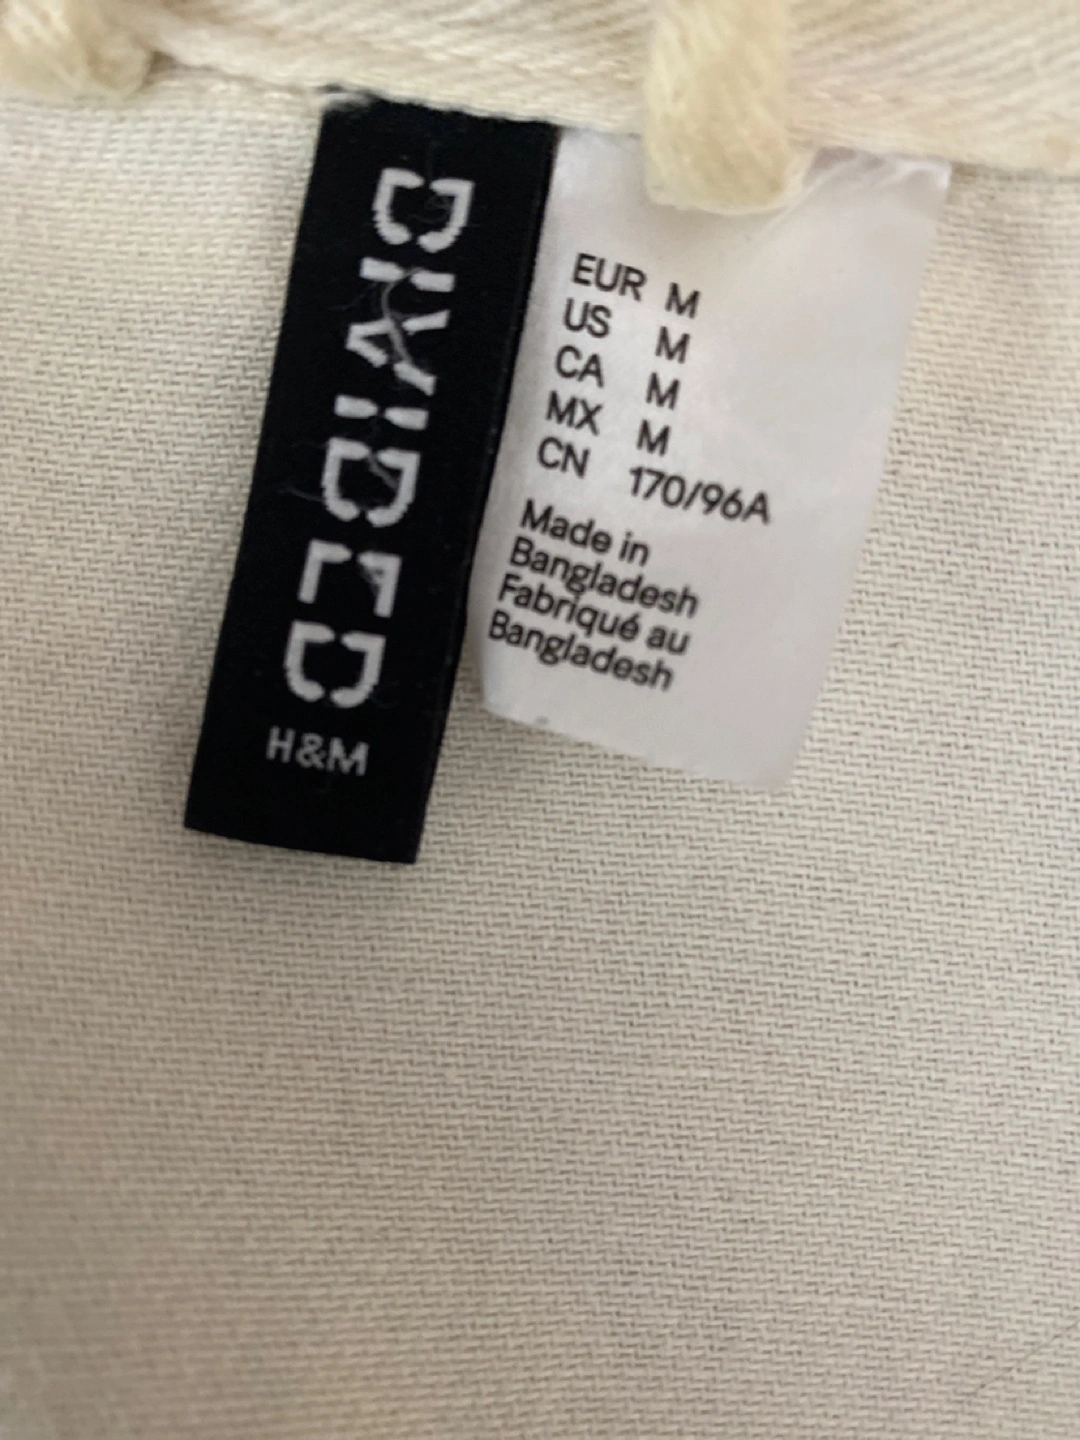 DIVIDED
H&M
EUR M
US M
CA M
MX M
CN 170/96A
Made in
Bangladesh
Fabriqué au
Bangladesh